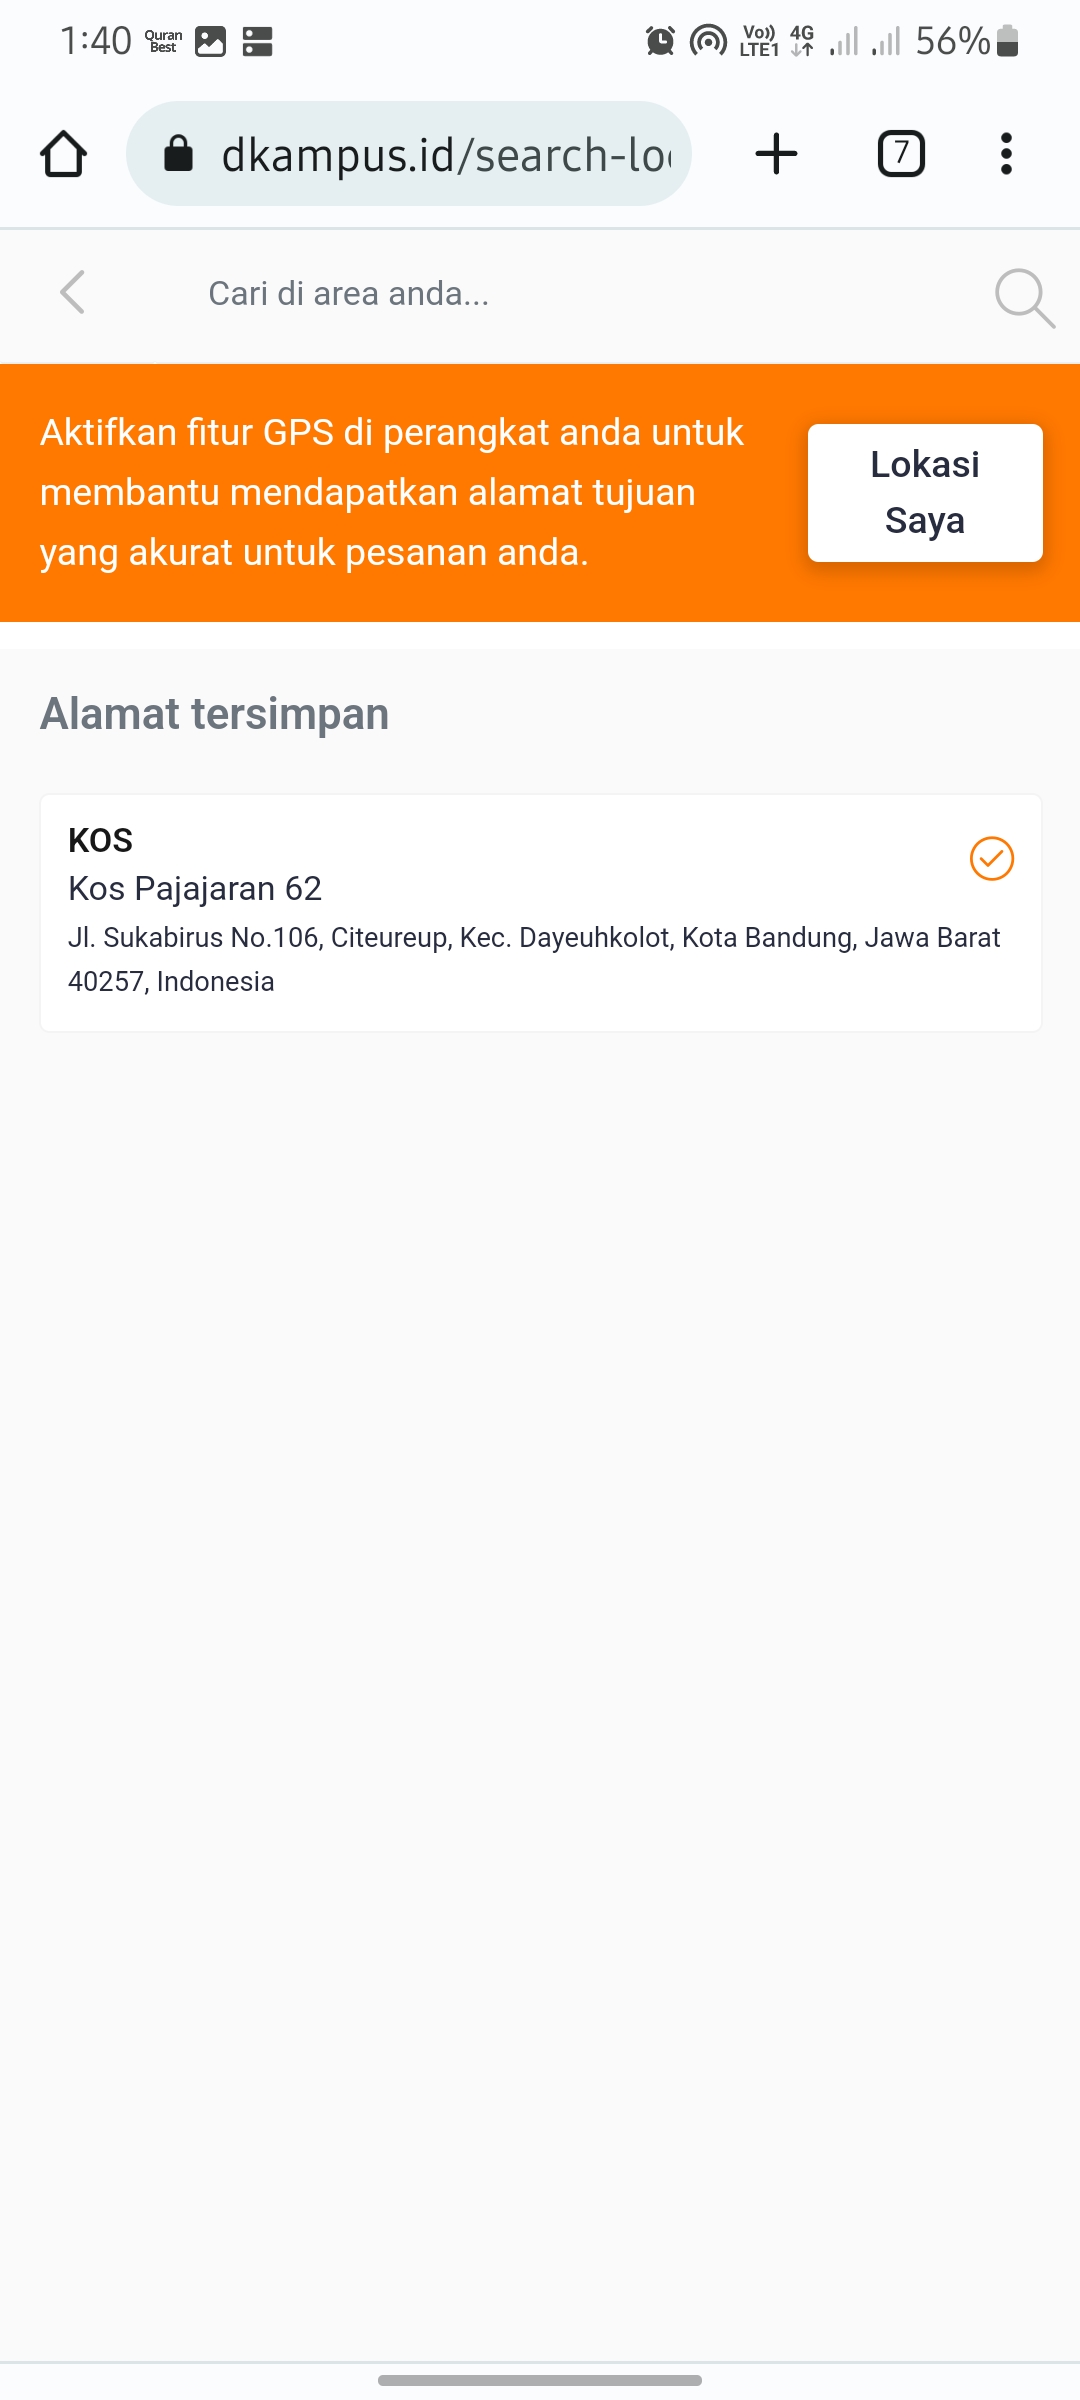 1:40 Quran Best Vo)) LTE1 4G 56%
dkampus.id/search-lo
7
Cari di area anda...
Aktifkan fitur GPS di perangkat anda untuk
membantu mendapatkan alamat tujuan
yang akurat untuk pesanan anda.
Lokasi
Saya
Alamat tersimpan
KOS
Kos Pajajaran 62
Jl. Sukabirus No.106, Citeureup, Kec. Dayeuhkolot, Kota Bandung, Jawa Barat
40257, Indonesia